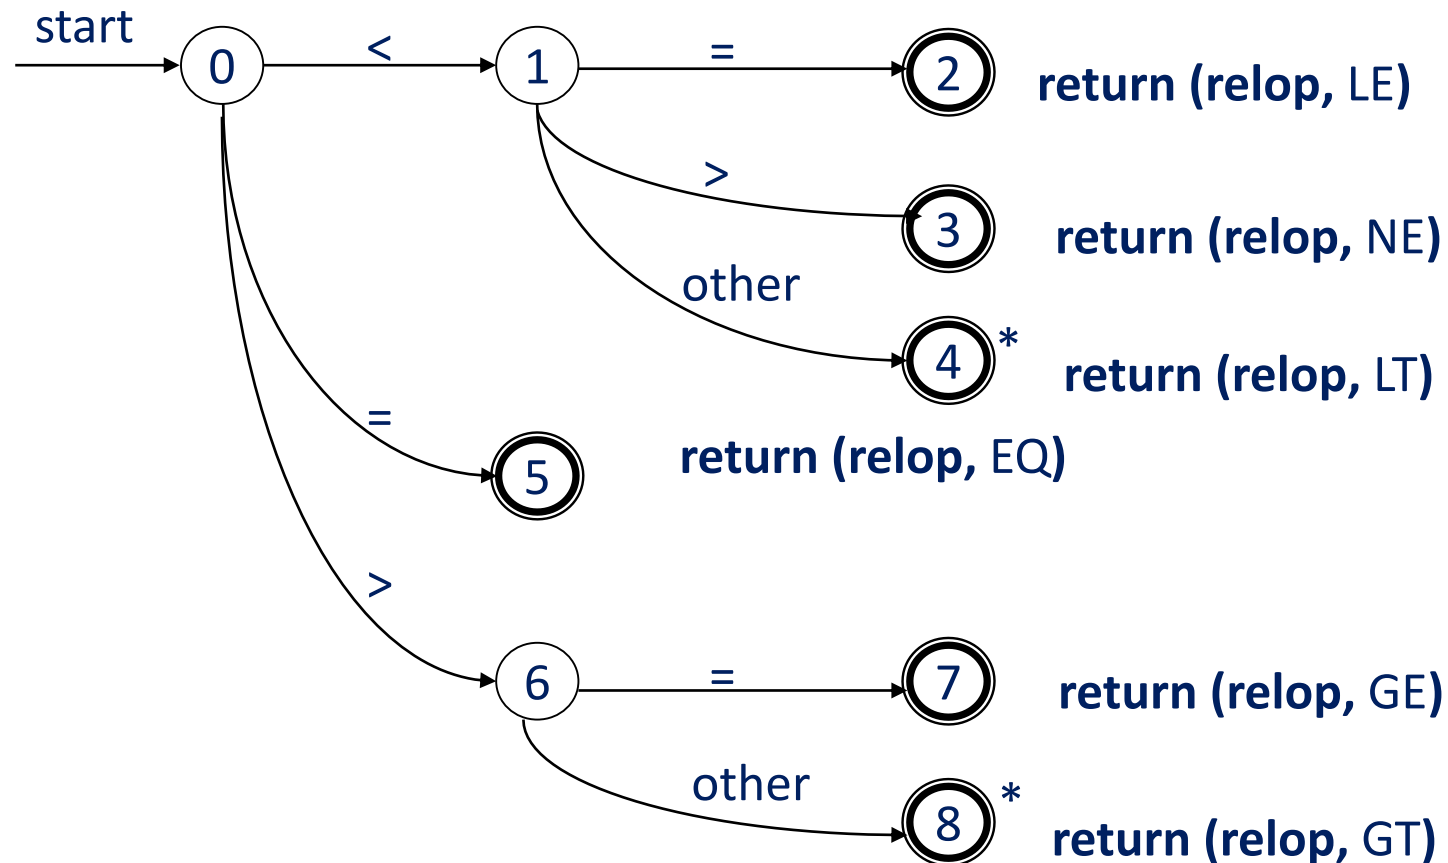 start
0
<
1
=
2
return (relop, LE)
>
3
return (relop, NE)
other
4
*
return (relop, LT)
=
5
return (relop, EQ)
>
6
=
7
return (relop, GE)
other
8
*
return (relop, GT)